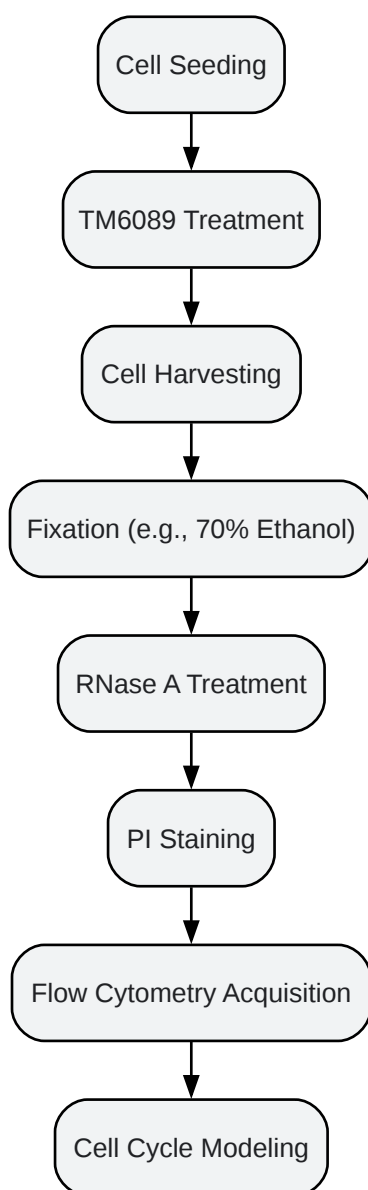 Cell Seeding
TM6089 Treatment
Cell Harvesting
Fixation (e.g., 70% Ethanol)
RNase A Treatment
PI Staining
Flow Cytometry Acquisition
Cell Cycle Modeling